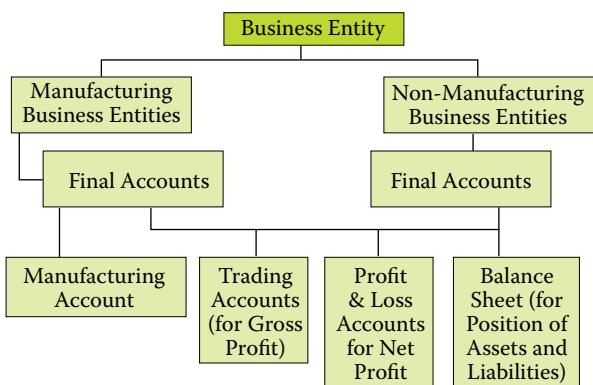 Business Entity
Manufacturing
Business Entities
Non-Manufacturing
Business Entities
Final Accounts
Final Accounts
Manufacturing
Account
Trading
Accounts
(for Gross
Profit)
Profit
& Loss
Accounts
for Net
Profit
Balance
Sheet (for
Position of
Assets and
Liabilities)